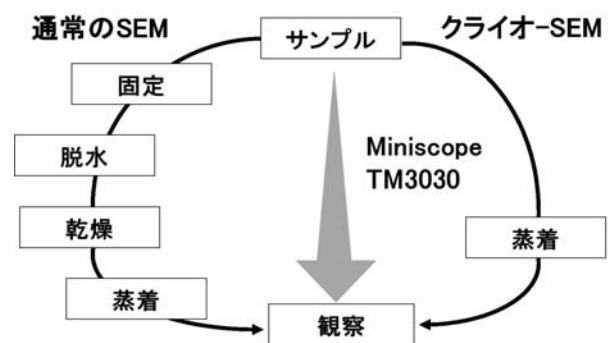 通常のSEM
サンプル
クライオ-SEM
固定
脱水
乾燥
蒸着
Miniscope
TM3030
蒸着
観察